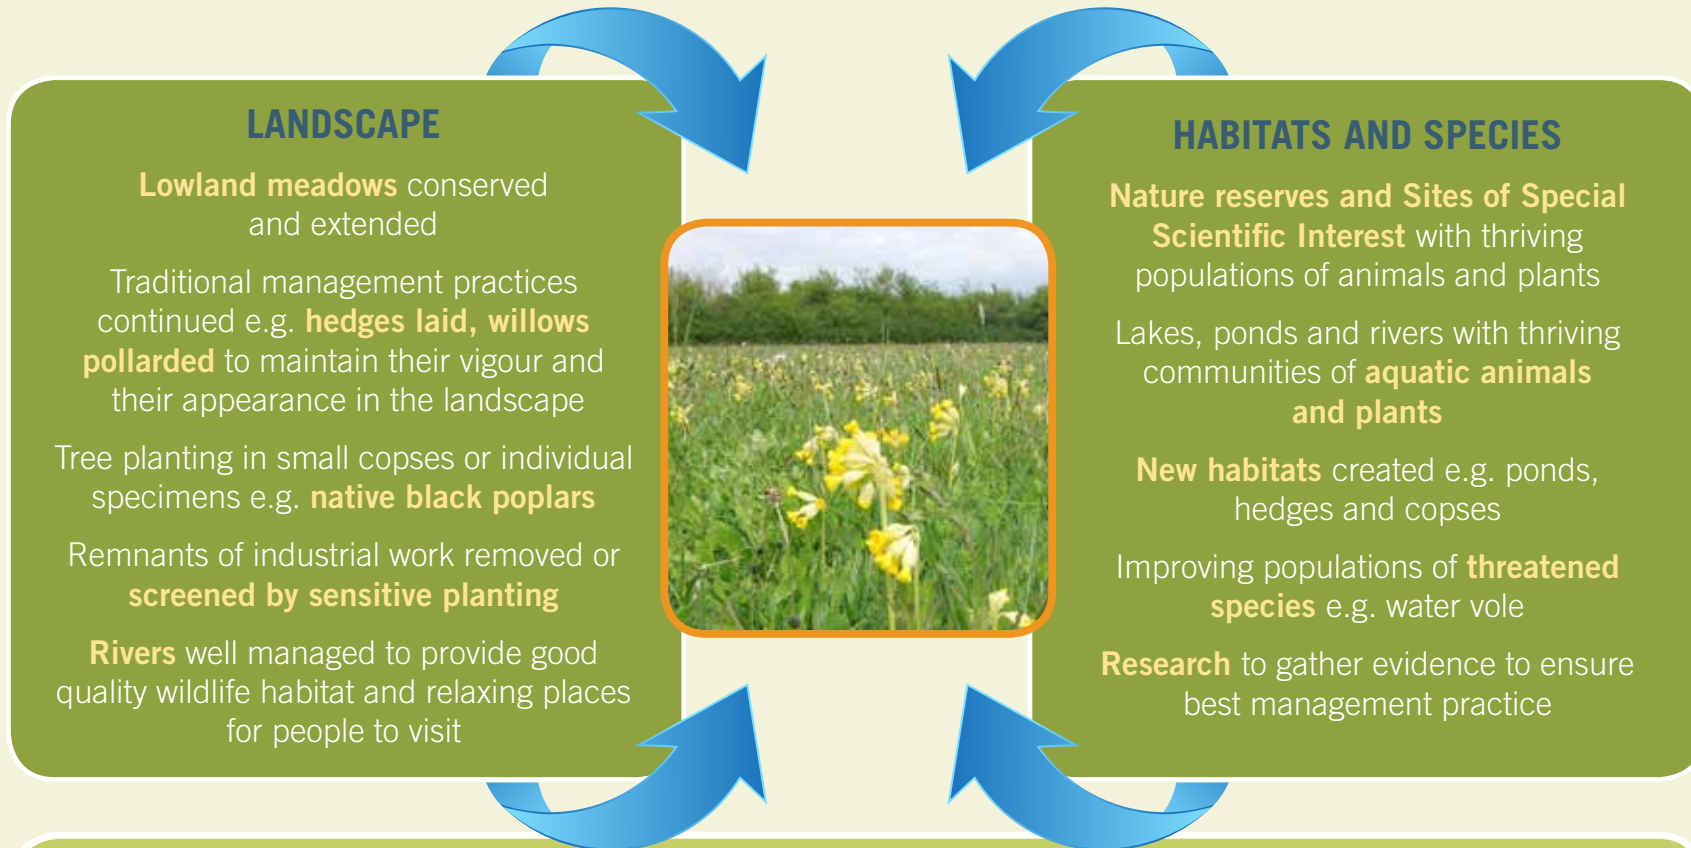 LANDSCAPE
Lowland meadows conserved
and extended
Traditional management practices
continued e.g. hedges laid, willows
pollarded to maintain their vigour and
their appearance in the landscape
Tree planting in small copses or individual
specimens e.g. native black poplars
Remnants of industrial work removed or
screened by sensitive planting
Rivers well managed to provide good
quality wildlife habitat and relaxing places
for people to visit
HABITATS AND SPECIES
Nature reserves and Sites of Special
Scientific Interest with thriving
populations of animals and plants
Lakes, ponds and rivers with thriving
communities of aquatic animals
and plants
New habitats created e.g. ponds,
hedges and copses
Improving populations of threatened
species e.g. water vole
Research to gather evidence to ensure
best management practice